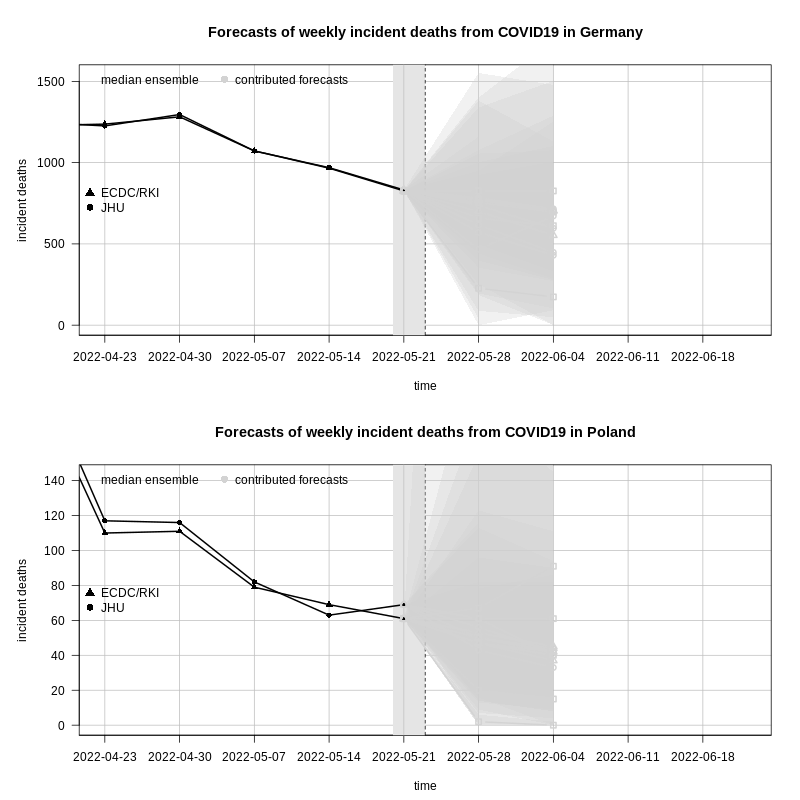 Forecasts of weekly incident deaths from COVID19 in Germany
median ensemble contributed forecasts
1500
1000
500
0
incident deaths
ECDC/RKI
JHU
2022-04-23 2022-04-30 2022-05-07 2022-05-14 2022-05-21 2022-05-28 2022-06-04 2022-06-11 2022-06-18
time
Forecasts of weekly incident deaths from COVID19 in Poland
median ensemble contributed forecasts
140
120
100
80
60
40
20
0
incident deaths
ECDC/RKI
JHU
2022-04-23 2022-04-30 2022-05-07 2022-05-14 2022-05-21 2022-05-28 2022-06-04 2022-06-11 2022-06-18
time